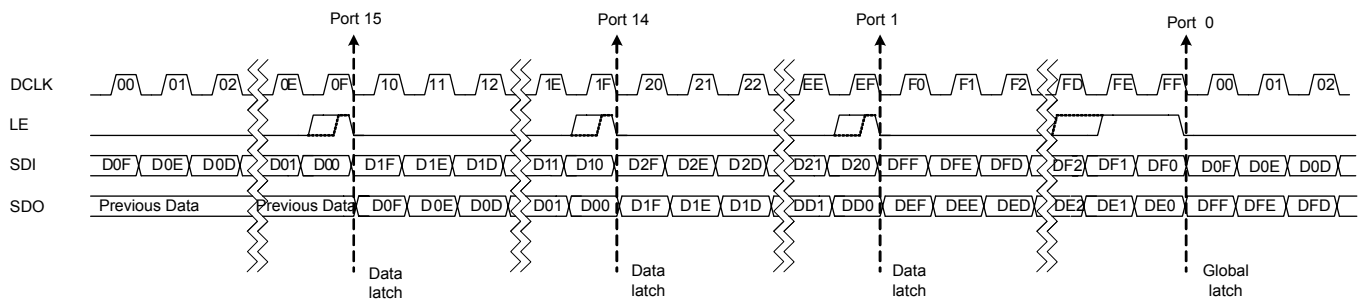 Port 15 Port 14 Port 1 Port 0
DCLK 00 01 02 0E 0F 10 11 12 1E 1F 20 21 22 EE EF F0 F1 F2 FD FE FF 00 01 02
LE
SDI D0F D0E D0D D01 D00 D1F D1E D1D D11 D10 D2F D2E D2D D21 D20 DFF DFE DFD DF2 DF1 DF0 D0F D0E D0D
SDO Previous Data Previous Data D0F D0E D0D D01 D00 D1F D1E D1D DD1 DD0 DEF DEE DED DE2 DE1 DE0 DFF DFE DFD
Data Data Data Global
latch latch latch latch